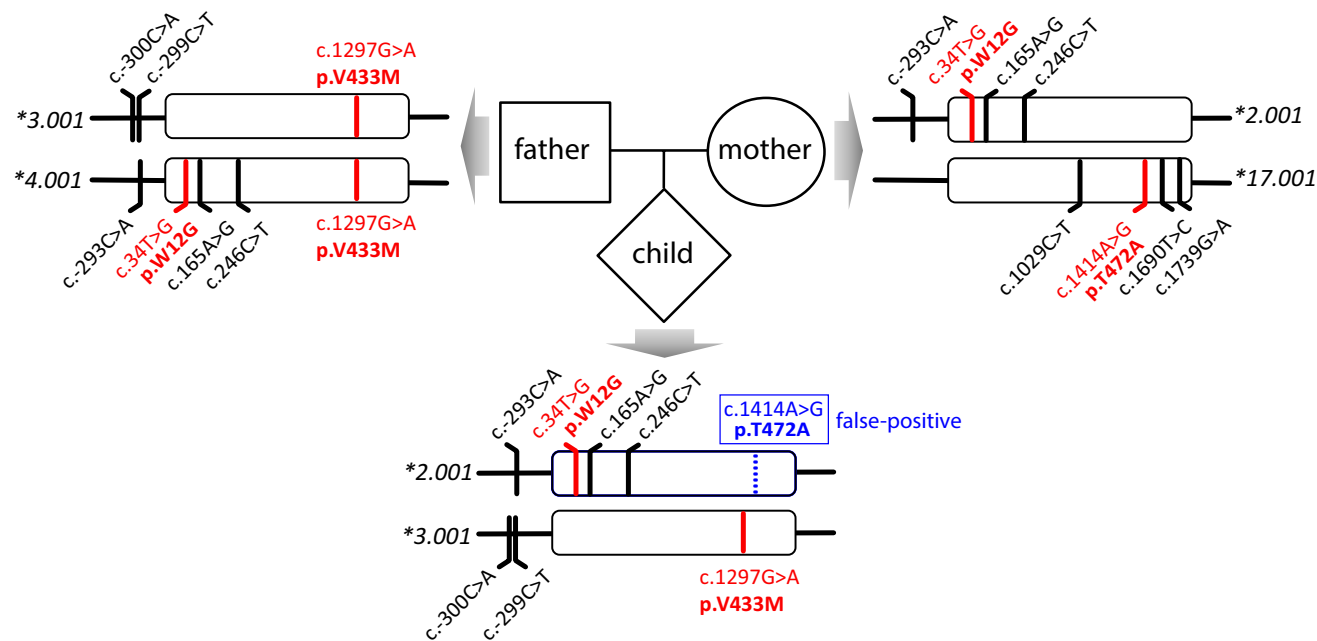 c.-300C>A
c.-299C>T
c.1297G>A
p.V433M
*3.001
*4.001
c.-293C>A
c.34T>G
p.W12G
c.165A>G
c.246C>T
c.1297G>A
p.V433M
father
mother
child
c.-293C>A
c.34T>G
p.W12G
c.165A>G
c.246C>T
*2.001
*17.001
c.1029C>T
c.1414A>G
p.T472A
c.1690T>C
c.1739G>A
c.-293C>A
c.34T>G
p.W12G
c.165A>G
c.246C>T
c.1414A>G
p.T472A
false-positive
*2.001
*3.001
c.-300C>A
c.-299C>T
c.1297G>A
p.V433M